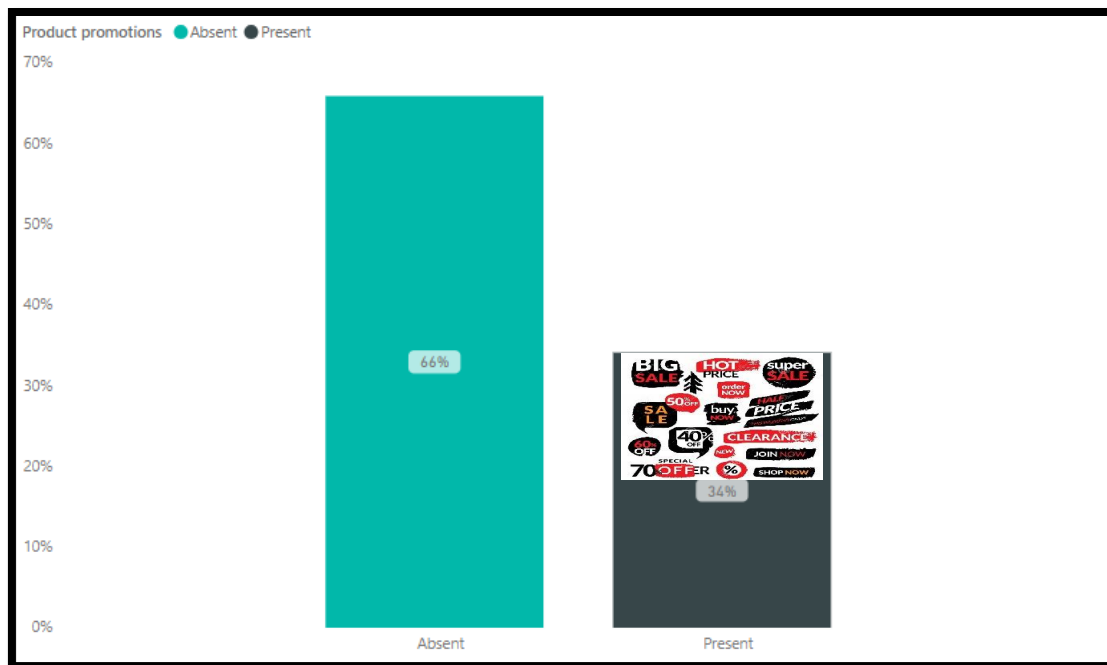 Product promotions Absent Present
70%
60%
50%
40%
30%
20%
10%
0%
66%
BIG
SALE
HOT
PRICE
super
SALE
order
NOW
50%
OFF
SA
LE
buy
NOW
HALF
PRICE
60%
OFF
40%
OFF
CLEARANCE
NEW
JOIN NOW
SPECIAL
70% OFFER
%
SHOP NOW
34%
Absent
Present